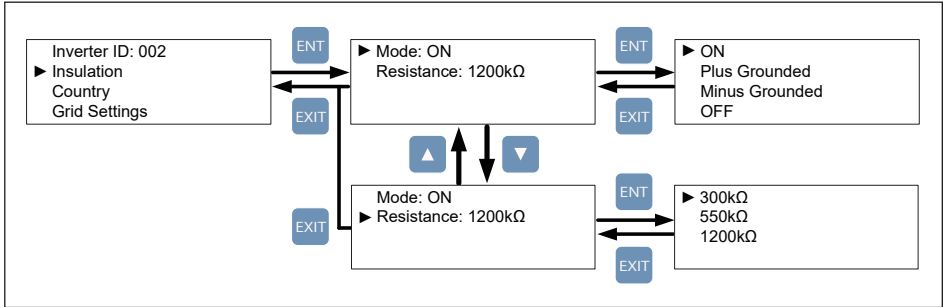 Inverter ID: 002
▶ Insulation
Country
Grid Settings
ENT
EXIT
▶ Mode: ON
Resistance: 1200kΩ
ENT
EXIT
▶ ON
Plus Grounded
Minus Grounded
OFF
▲
▼
EXIT
Mode: ON
▶ Resistance: 1200kΩ
ENT
EXIT
▶ 300kΩ
550kΩ
1200kΩ